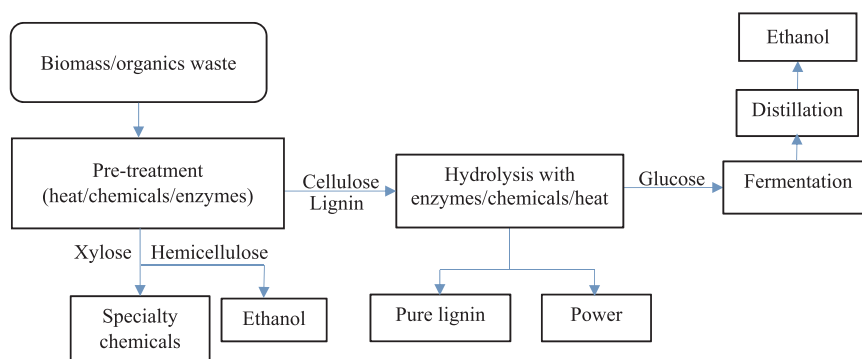 Ethanol
Biomass/organics waste
Distillation
Pre-treatment
(heat/chemicals/enzymes)
Cellulose
Lignin
Hydrolysis with
enzymes/chemicals/heat
Glucose
Fermentation
Xylose
Hemicellulose
Specialty
chemicals
Ethanol
Pure lignin
Power